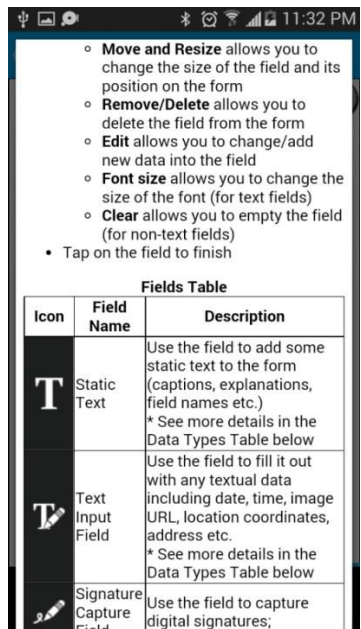 11:32 PM
Move and Resize allows you to
change the size of the field and its
position on the form
Remove/Delete allows you to
delete the field from the form
Edit allows you to change/add
new data into the field
Font size allows you to change the
size of the font (for text fields)
Clear allows you to empty the field
(for non-text fields)
Tap on the field to finish
Fields Table
Icon Field Name Description
T
Static
Text
Use the field to add some
static text to the form
(captions, explanations,
field names etc.)
* See more details in the
Data Types Table below
T
Text
Input
Field
Use the field to fill it out
with any textual data
including date, time, image
URL, location coordinates,
address etc.
* See more details in the
Data Types Table below
Signature
Capture
Field
Use the field to capture
digital signatures;